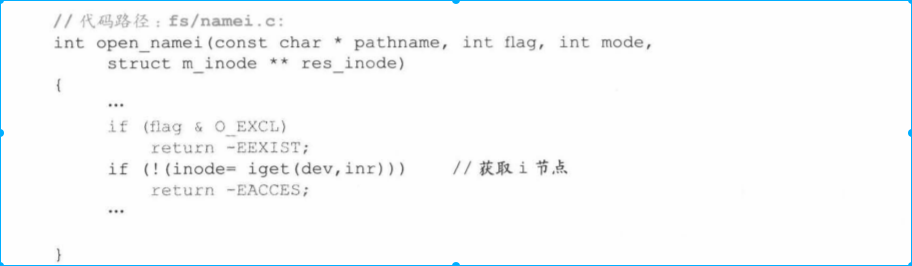 // 代码路径：fs/namei.c:
int open_namei(const char * pathname, int flag, int mode,
struct m_inode ** res_inode)
{
…
if (flag & O_EXCL)
return -EEXIST;
if (!(inode= iget(dev,inr))) // 获取 i 节点
return -EACCES;
…
}